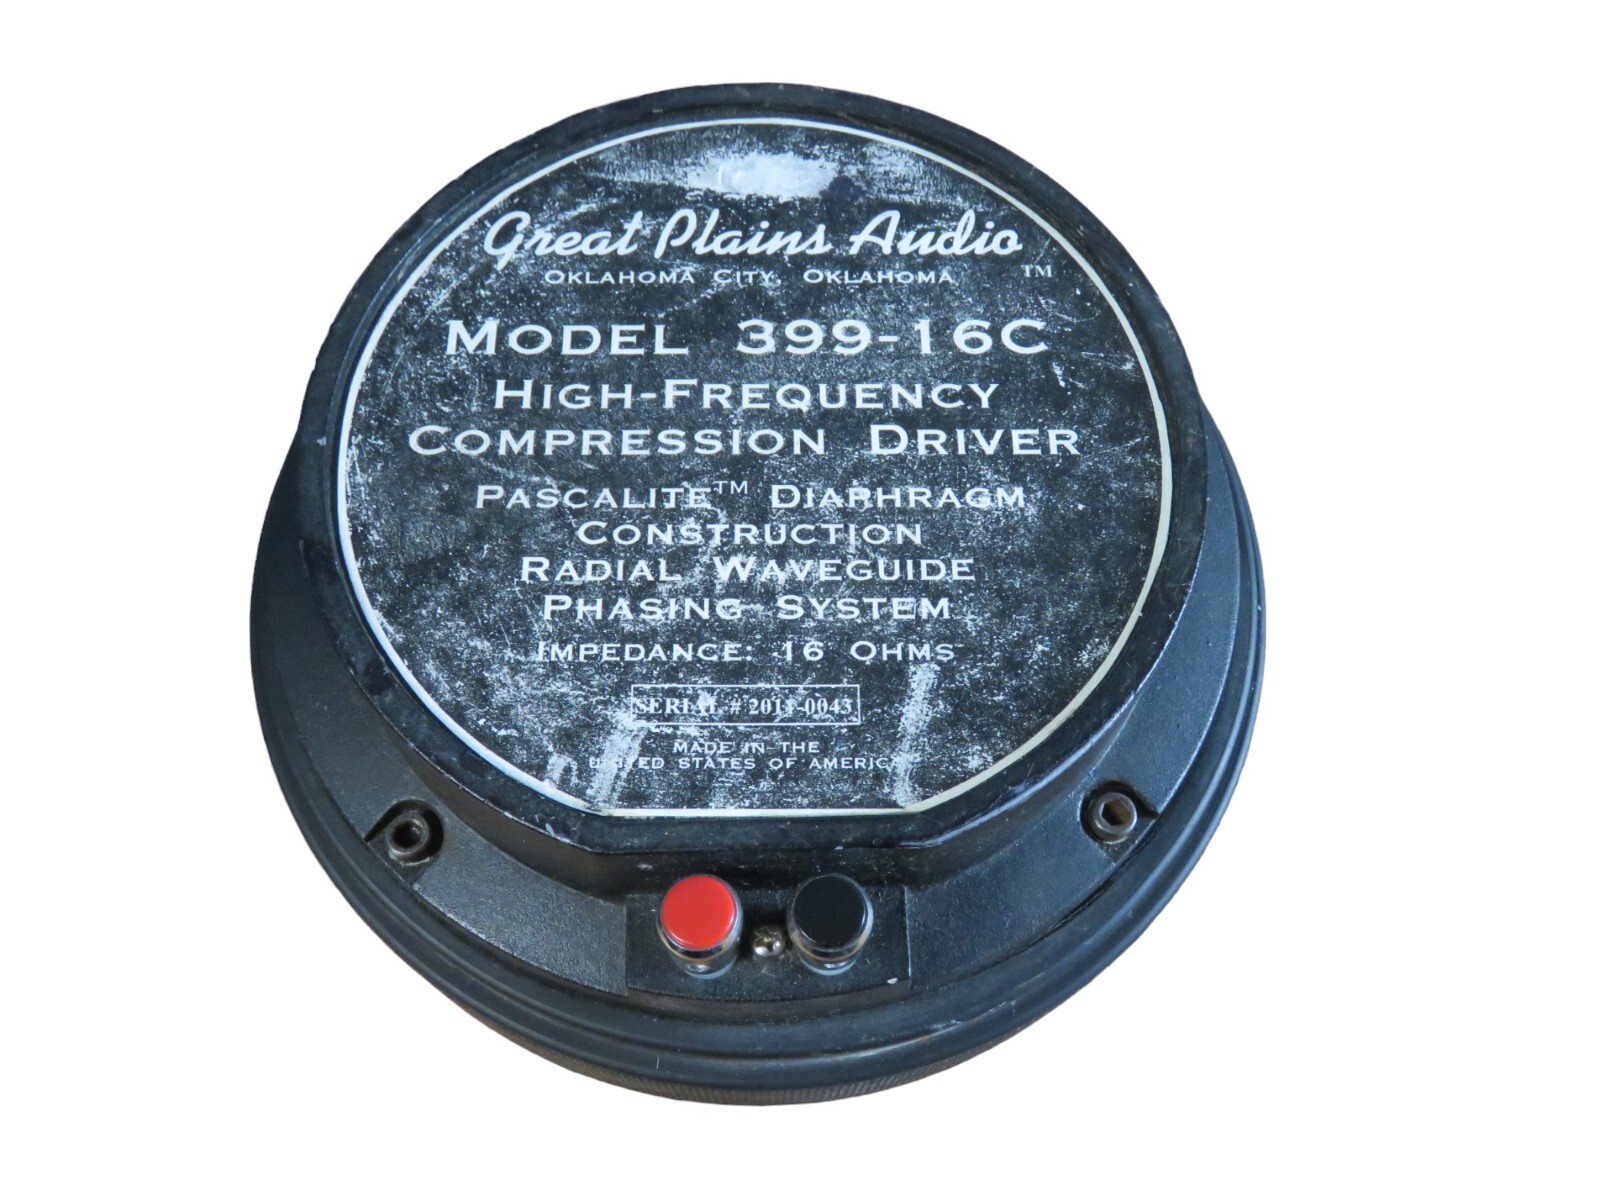 Great Plains Audio
OKLAHOMA CITY, OKLAHOMA ™
MODEL 399-16C
HIGH-FREQUENCY
COMPRESSION DRIVER
PASCALITE™ DIAPHRAGM
CONSTRUCTION
RADIAL WAVEGUIDE
PHASING SYSTEM
IMPEDANCE: 16 OHMS
SERIAL # 2011-0043
MADE IN THE
UNITED STATES OF AMERICA